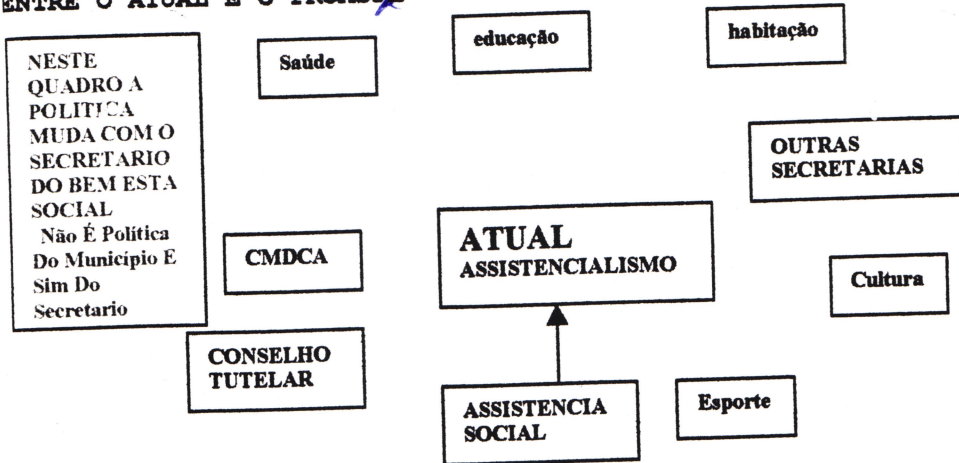 ENTRE O ATUAL E O
NESTE
QUADRO A
POLITICA
MUDA COM O
SECRETARIO
DO BEM ESTA
SOCIAL
Não É Política
Do Município E
Sim Do
Secretario
Saúde
educação
habitação
OUTRAS
SECRETARIAS
CMDCA
ATUAL
ASSISTENCIALISMO
Cultura
CONSELHO
TUTELAR
ASSISTENCIA
SOCIAL
Esporte